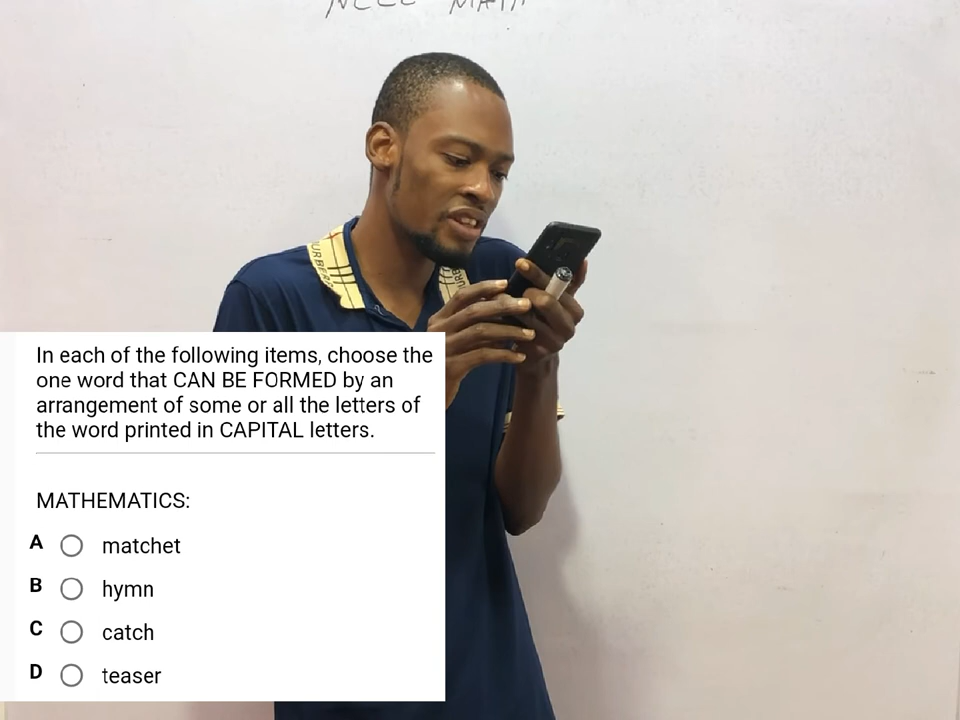 In each of the following items, choose the
one word that CAN BE FORMED by an
arrangement of some or all the letters of
the word printed in CAPITAL letters.
MATHEMATICS:
A matchet
B hymn
C catch
D teaser